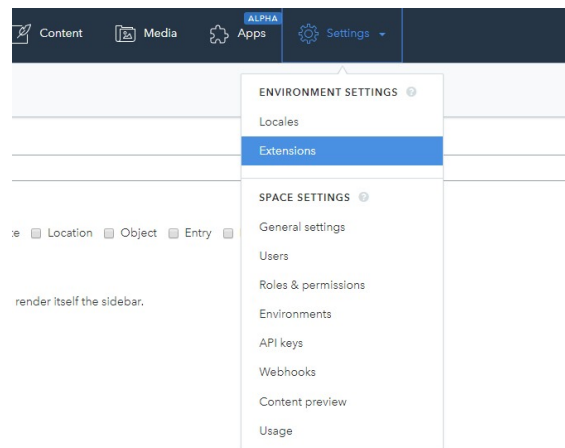 ALPHA
Content Media Apps Settings
ENVIRONMENT SETTINGS ?
Locales
Extensions
SPACE SETTINGS ?
General settings
Location Object Entry
Users
Roles & permissions
render itself the sidebar.
Environments
API keys
Webhooks
Content preview
Usage